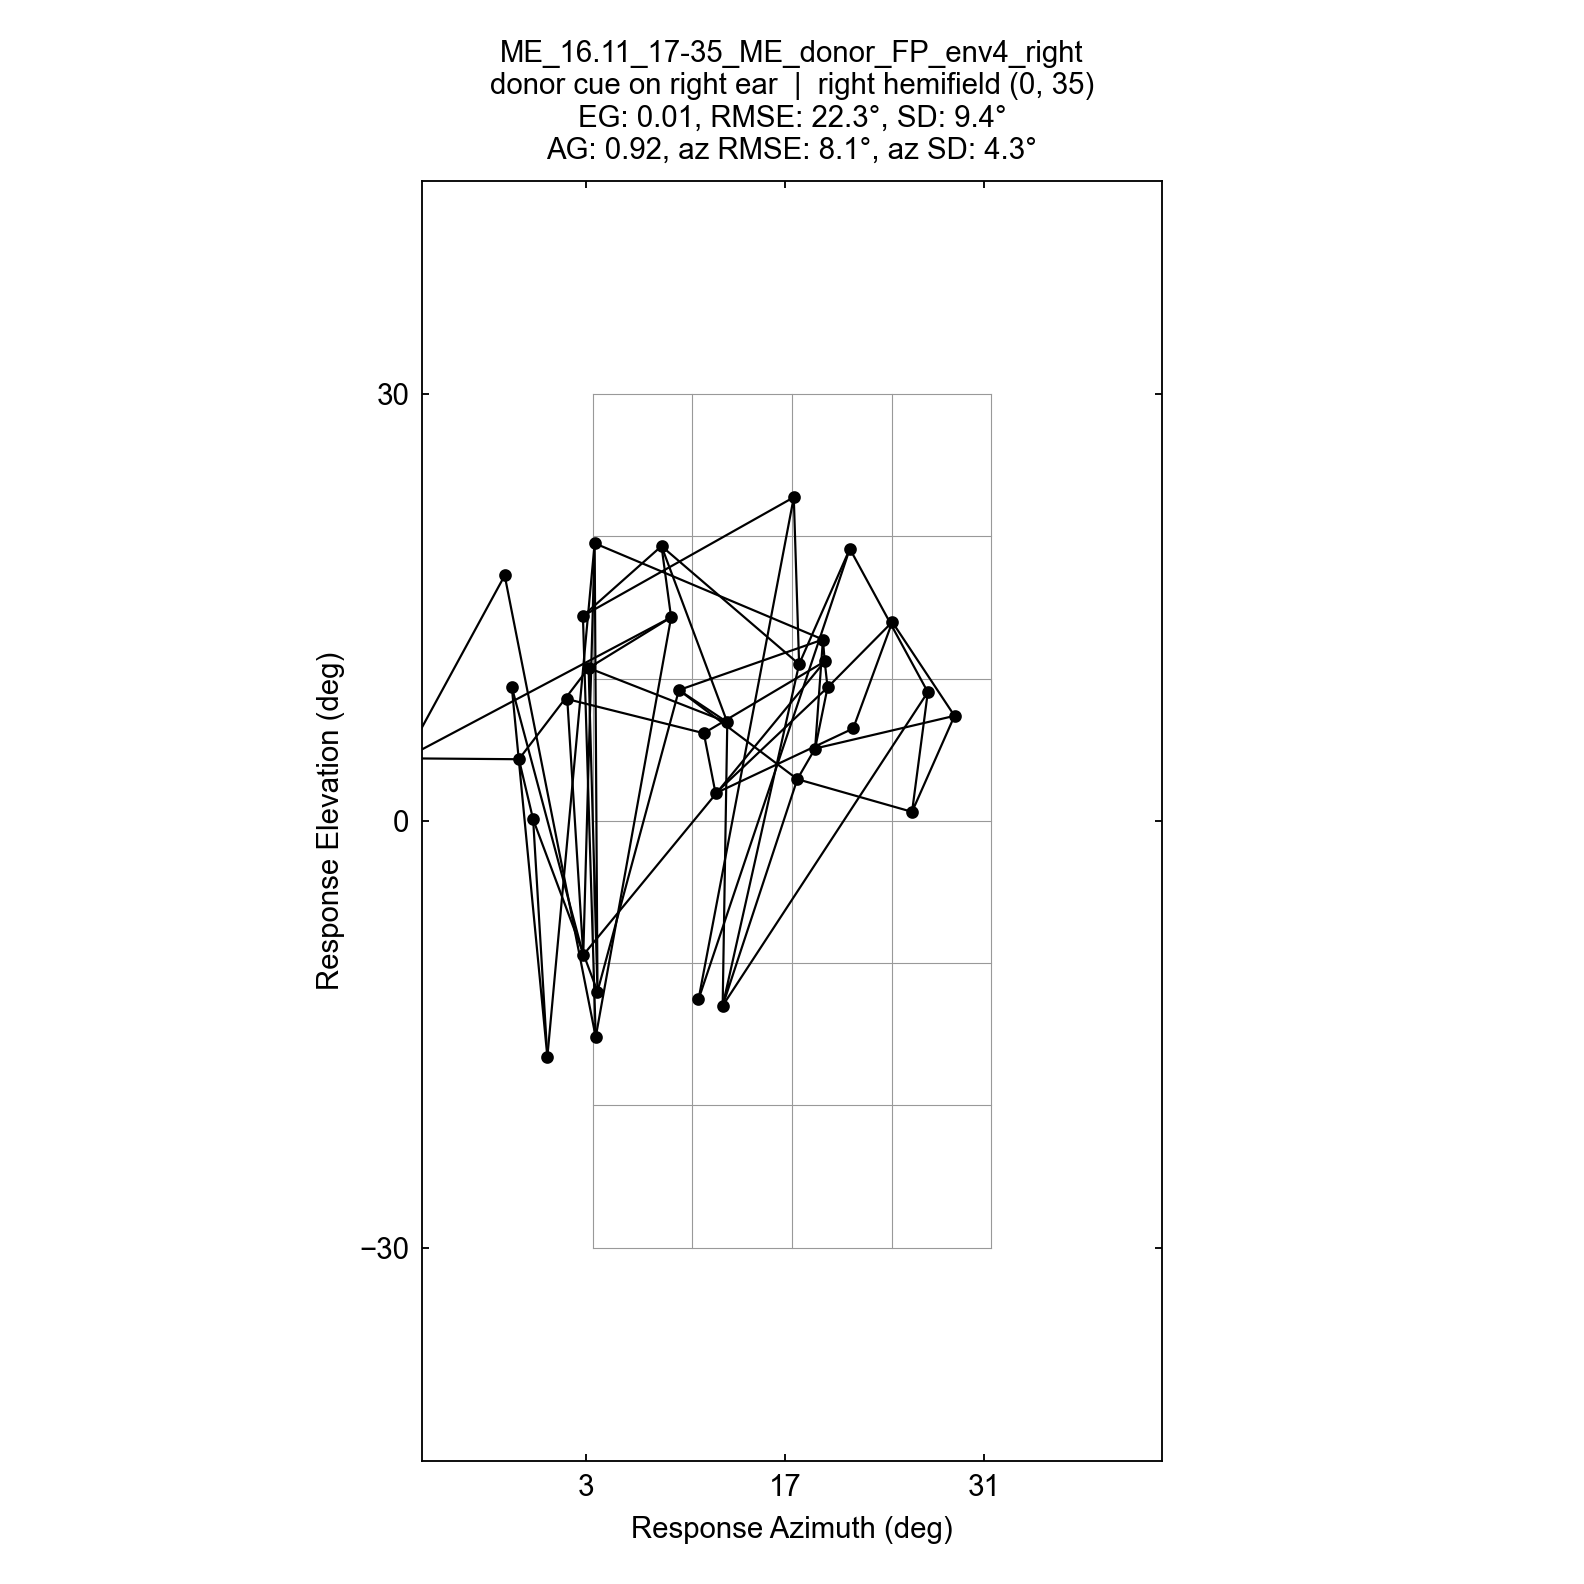 ME_16.11_17-35_ME_donor_FP_env4_right
donor cue on right ear | right hemifield (0, 35)
EG: 0.01, RMSE: 22.3°, SD: 9.4°
AG: 0.92, az RMSE: 8.1°, az SD: 4.3°
30
0
−30
Response Elevation (deg)
3 17 31
Response Azimuth (deg)